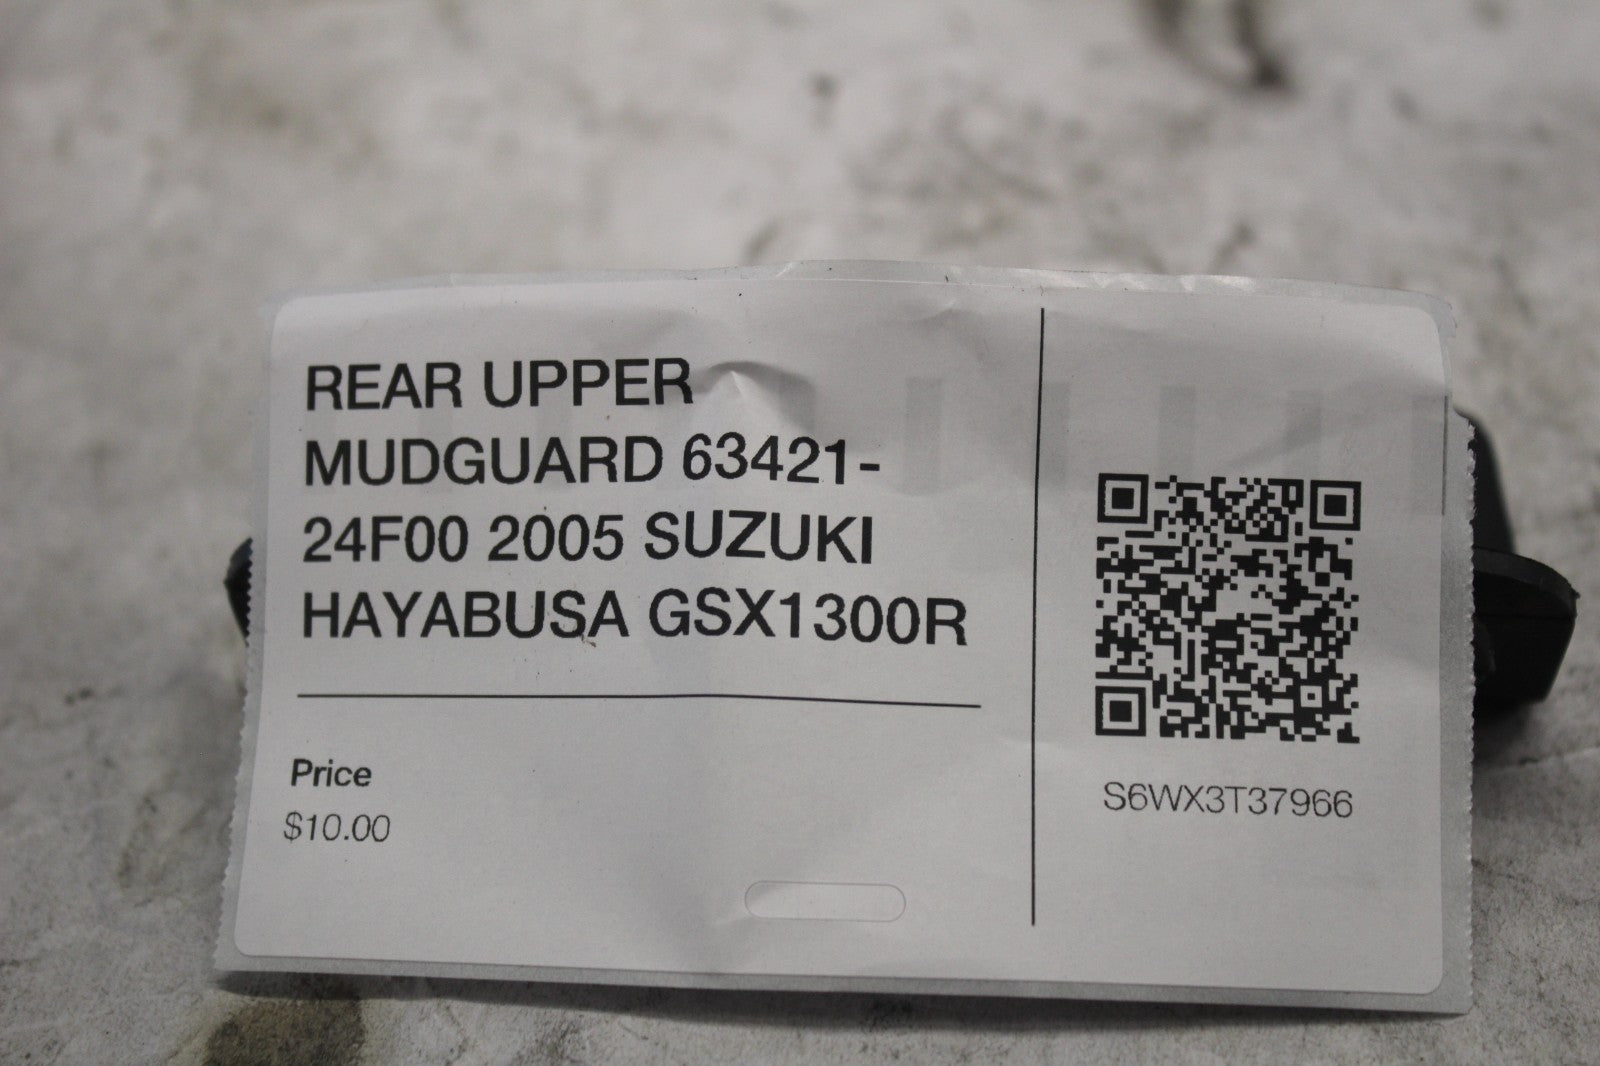 REAR UPPER
MUDGUARD 63421-
24F00 2005 SUZUKI
HAYABUSA GSX1300R
Price
$10.00
S6WX3T37966